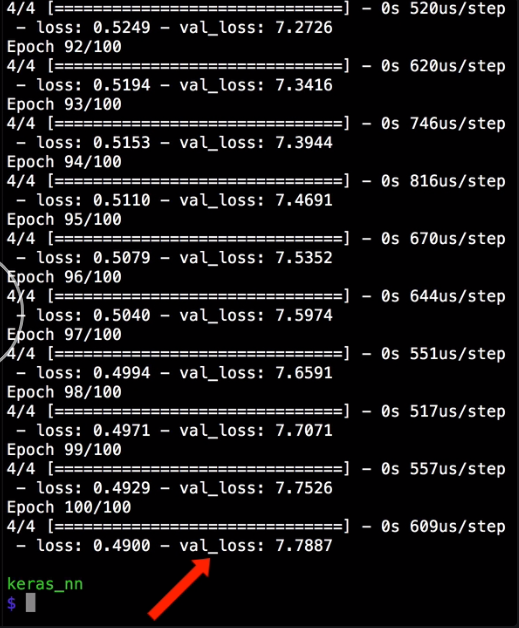 4/4 [==============================] - 0s 520us/step
 - loss: 0.5249 - val_loss: 7.2726
Epoch 92/100
4/4 [==============================] - 0s 620us/step
 - loss: 0.5194 - val_loss: 7.3416
Epoch 93/100
4/4 [==============================] - 0s 746us/step
 - loss: 0.5153 - val_loss: 7.3944
Epoch 94/100
4/4 [==============================] - 0s 816us/step
 - loss: 0.5110 - val_loss: 7.4691
Epoch 95/100
4/4 [==============================] - 0s 670us/step
 - loss: 0.5079 - val_loss: 7.5352
Epoch 96/100
4/4 [==============================] - 0s 644us/step
 - loss: 0.5040 - val_loss: 7.5974
Epoch 97/100
4/4 [==============================] - 0s 551us/step
 - loss: 0.4994 - val_loss: 7.6591
Epoch 98/100
4/4 [==============================] - 0s 517us/step
 - loss: 0.4971 - val_loss: 7.7071
Epoch 99/100
4/4 [==============================] - 0s 557us/step
 - loss: 0.4929 - val_loss: 7.7526
Epoch 100/100
4/4 [==============================] - 0s 609us/step
 - loss: 0.4900 - val_loss: 7.7887
keras_nn
$